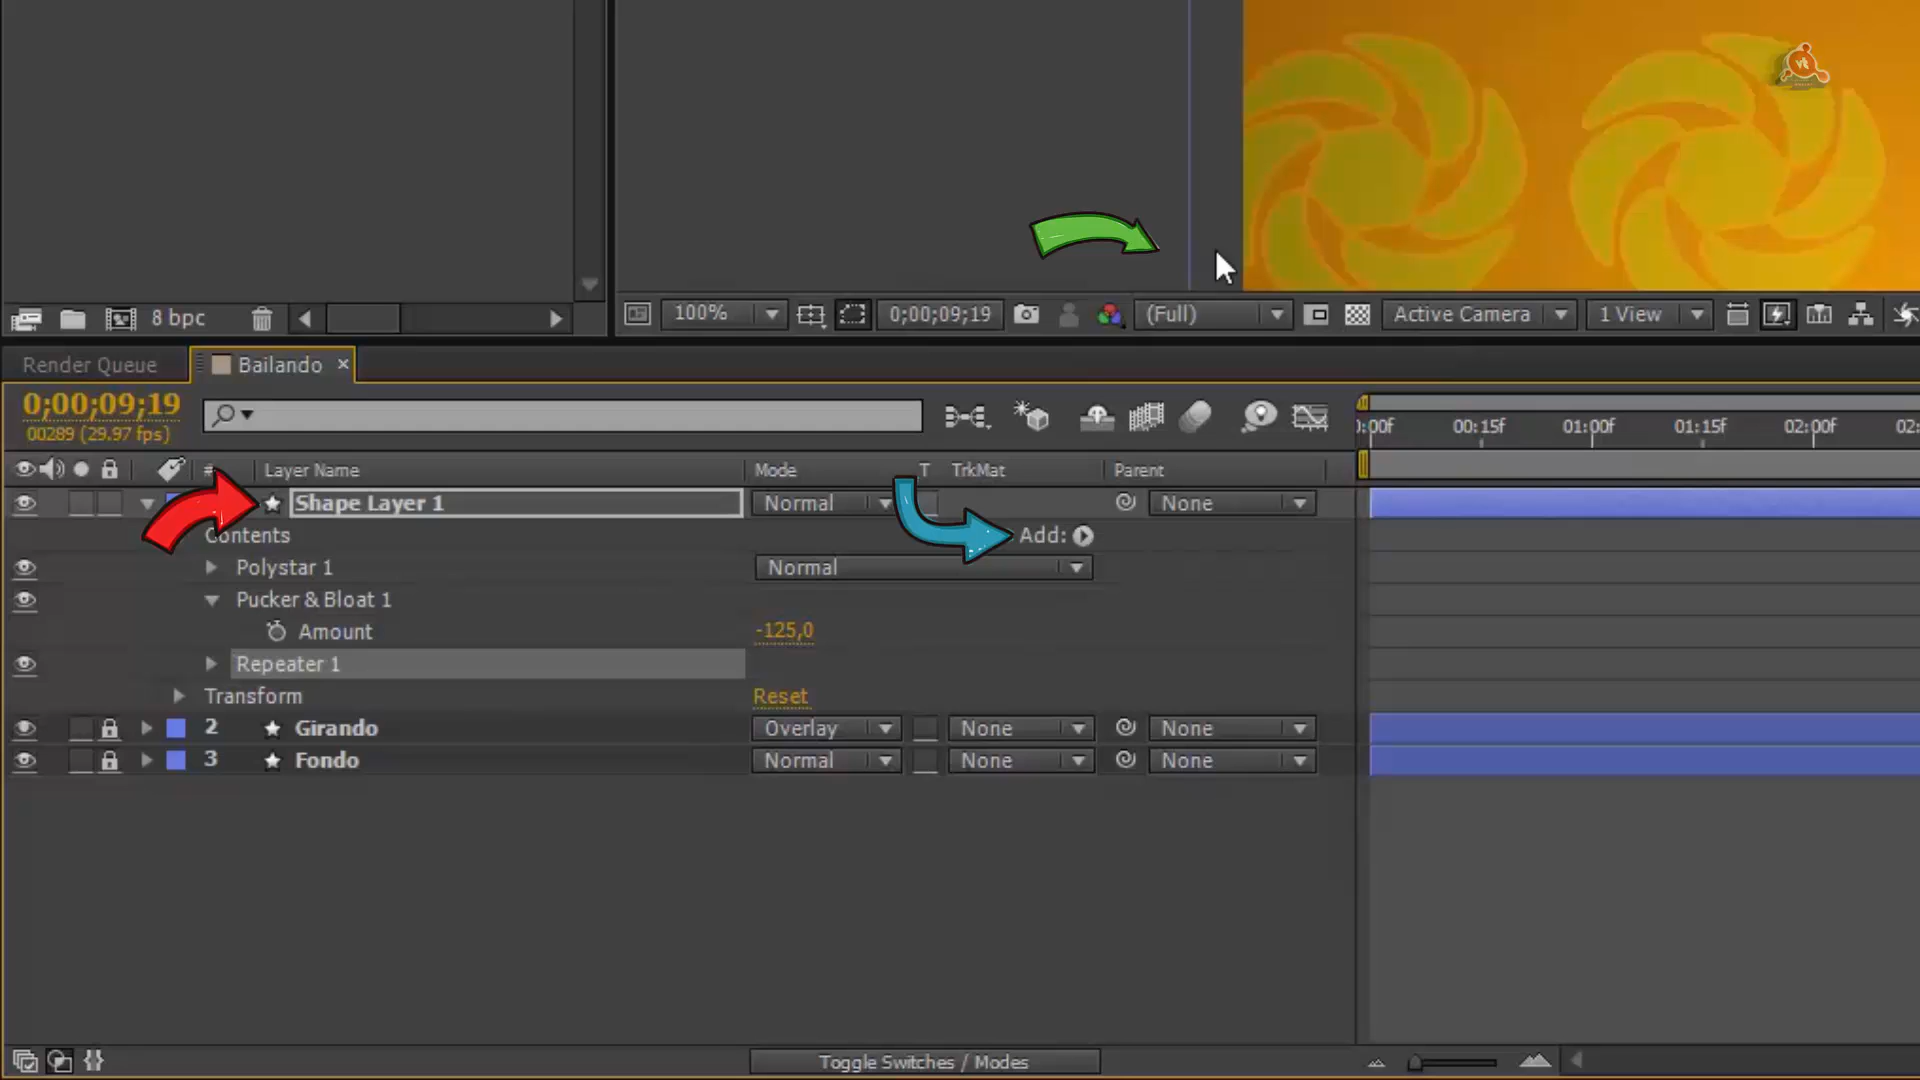 8 bpc
100%
0;00;09;19
(Full)
Active Camera
1 View
Render Queue
Bailando ×
0;00;09;19
00289 (29.97 fps)
:00f 00:15f 01:00f 01:15f 02:00f 02:
# Layer Name Mode T TrkMat Parent
Shape Layer 1 Normal None
Contents Add:
Polystar 1 Normal
Pucker & Bloat 1
Amount -125,0
Repeater 1
Transform Reset
2 Girando Overlay None None
3 Fondo Normal None None
Toggle Switches / Modes